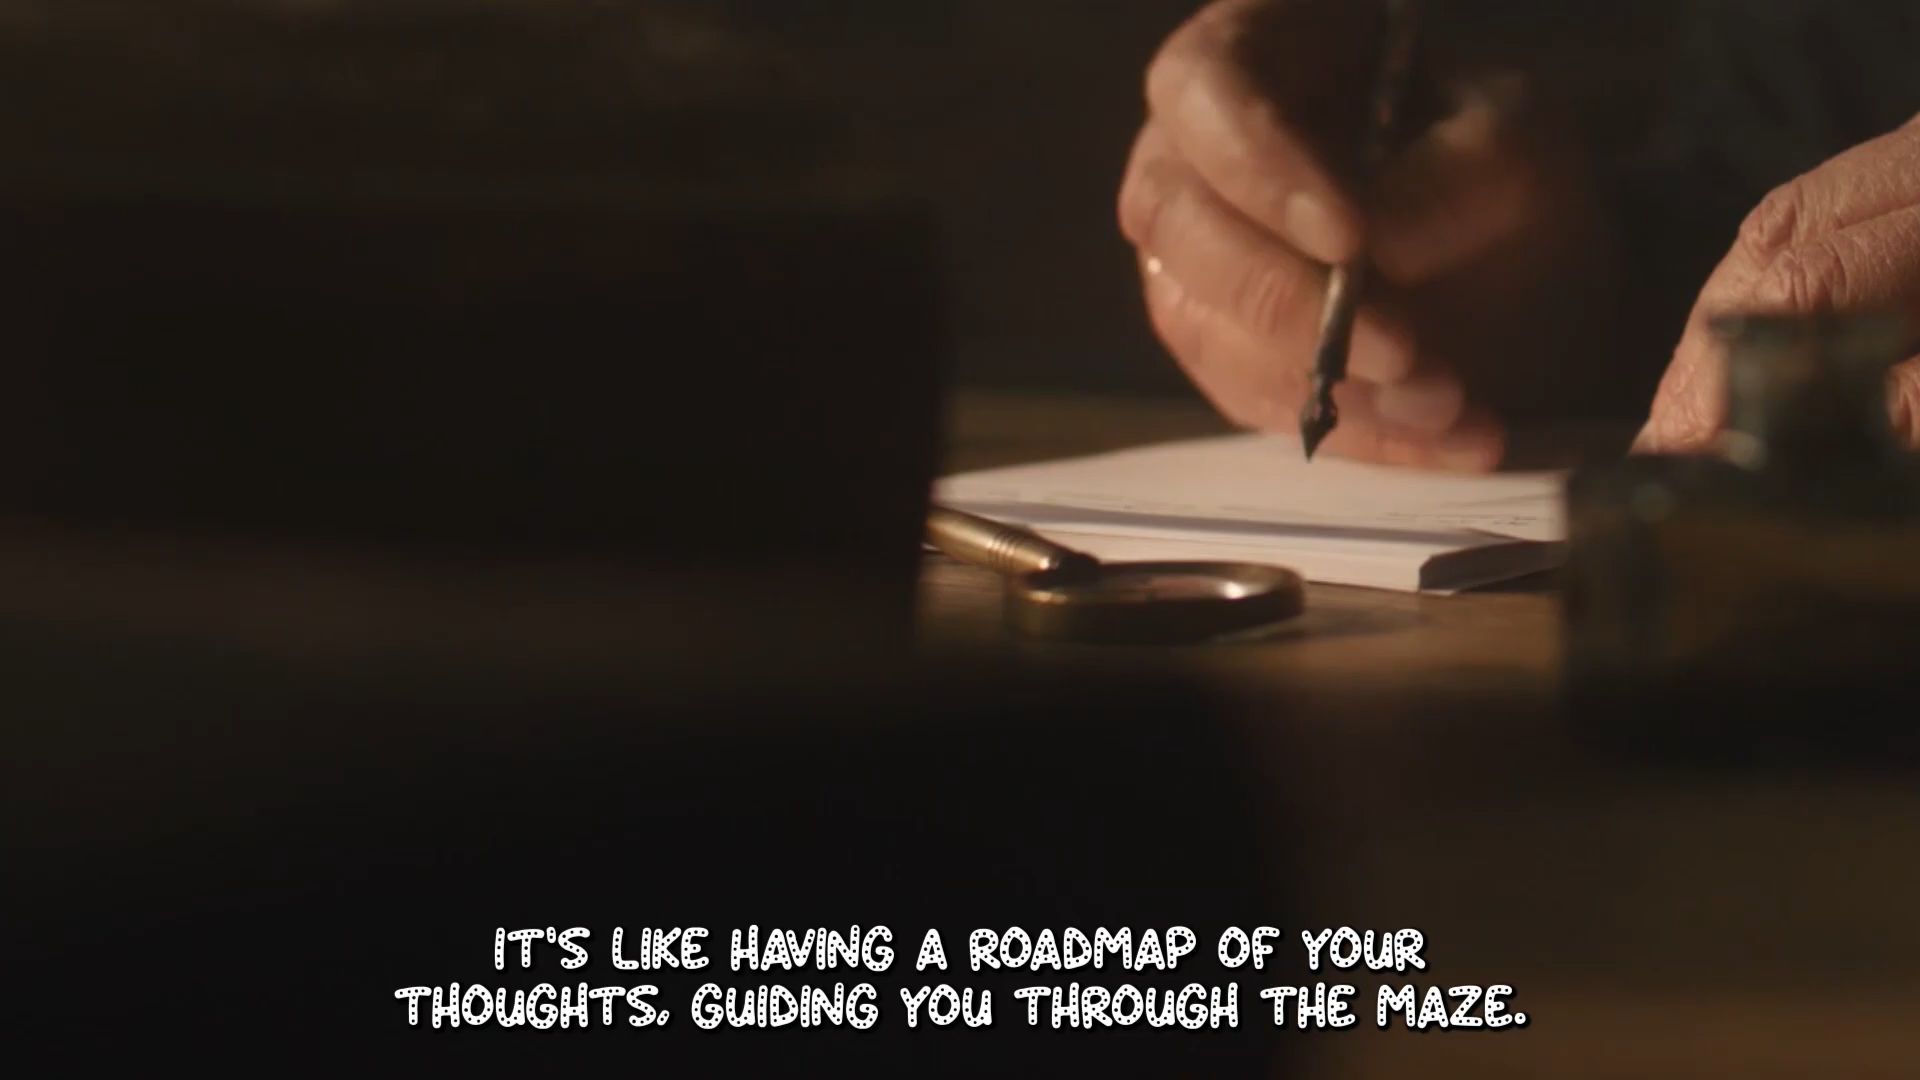 IT'S LIKE HAVING A ROADMAP OF YOUR
THOUGHTS, GUIDING YOU THROUGH THE MAZE.